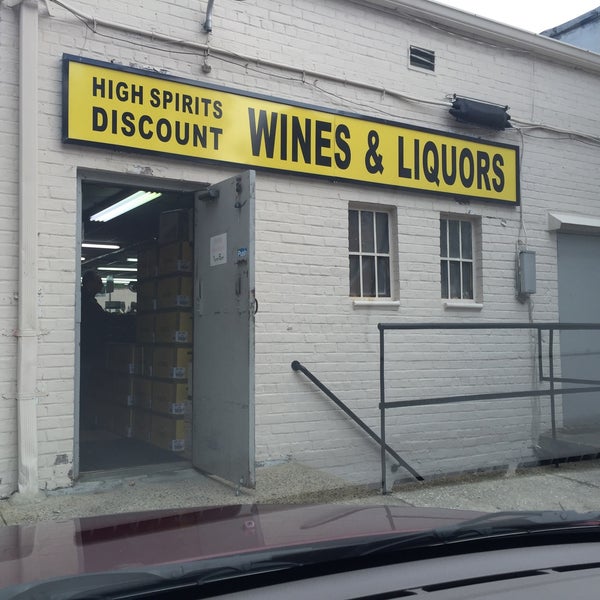 HIGH SPIRITS
DISCOUNT
WINES & LIQUORS